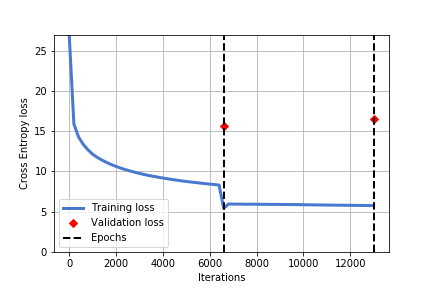 25
20
15
10
5
0
Cross Entropy loss
Training loss
Validation loss
Epochs
0 2000 4000 6000 8000 10000 12000
Iterations